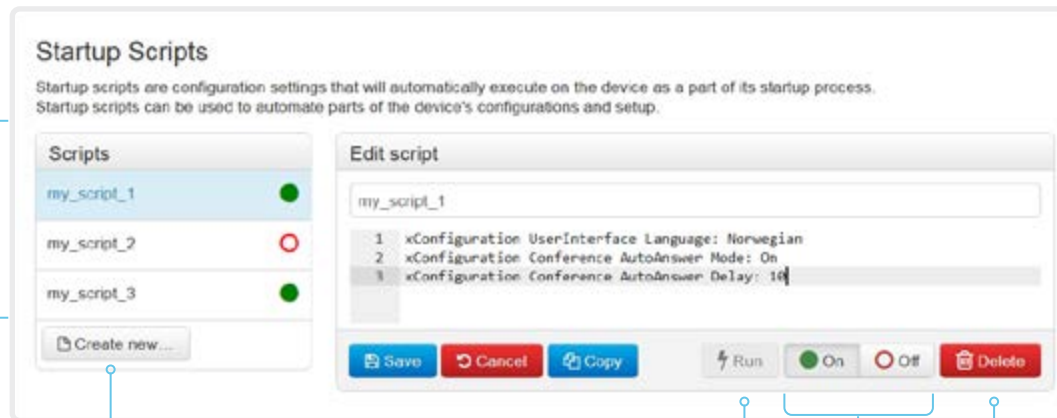 Startup Scripts
Startup scripts are configuration settings that will automatically execute on the device as a part of its startup process.
Startup scripts can be used to automate parts of the device's configurations and setup.
Scripts
my_script_1
my_script_2
my_script_3
Create new...
Edit script
my_script_1
1 xConfiguration UserInterface Language: Norwegian
2 xConfiguration Conference AutoAnswer Mode: On
3 xConfiguration Conference AutoAnswer Delay: 10
Save Cancel Copy Run On Off Delete